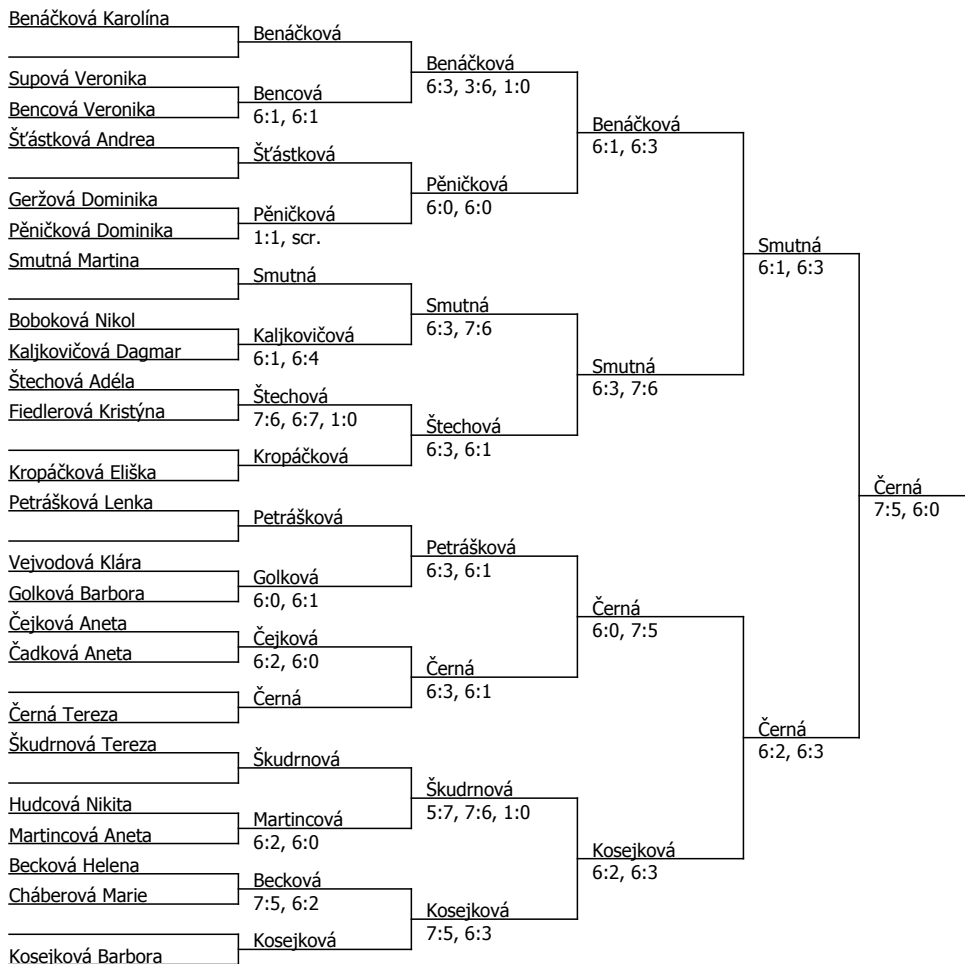 Benáčková Karolína
Supová Veronika
Bencová Veronika
Šťástková Andrea
Geržová Dominika
Pěničková Dominika
Smutná Martina
Boboková Nikol
Kaljkovičová Dagmar
Štechová Adéla
Fiedlerová Kristýna
Kropáčková Eliška
Petrášková Lenka
Vejvodová Klára
Golková Barbora
Čejková Aneta
Čadková Aneta
Černá Tereza
Škudrnová Tereza
Hudcová Nikita
Martincová Aneta
Becková Helena
Cháberová Marie
Kosejková Barbora
Benáčková
Bencová
6:1, 6:1
Šťástková
Pěničková
1:1, scr.
Smutná
Kaljkovičová
6:1, 6:4
Štechová
7:6, 6:7, 1:0
Kropáčková
Petrášková
Golková
6:0, 6:1
Čejková
6:2, 6:0
Černá
Škudrnová
Martincová
6:2, 6:0
Becková
7:5, 6:2
Kosejková
Benáčková
6:3, 3:6, 1:0
Pěničková
6:0, 6:0
Smutná
6:3, 7:6
Štechová
6:3, 6:1
Petrášková
6:3, 6:1
Černá
6:3, 6:1
Škudrnová
5:7, 7:6, 1:0
Kosejková
7:5, 6:3
Benáčková
6:1, 6:3
Smutná
6:3, 7:6
Černá
6:0, 7:5
Kosejková
6:2, 6:3
Smutná
6:1, 6:3
Černá
6:2, 6:3
Černá
7:5, 6:0